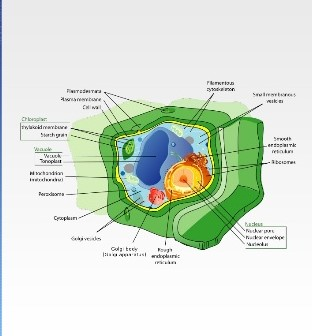 Plasmodesmata
Plasma membrane
Cell wall
Chloroplast
thylakoid membrane
Starch grain
Vacuole
Vacuole
Tonoplast
Mitochondrion
(mitochondria)
Peroxisome
Cytoplasm
Golgi vesicles
Golgi body
(Golgi apparatus)
Rough
endoplasmic
reticulum
Filamentous
cytoskeleton
Small membranous
vesicles
Smooth
endoplasmic
reticulum
Ribosomes
Nucleus
Nuclear pore
Nuclear envelope
Nucleolus